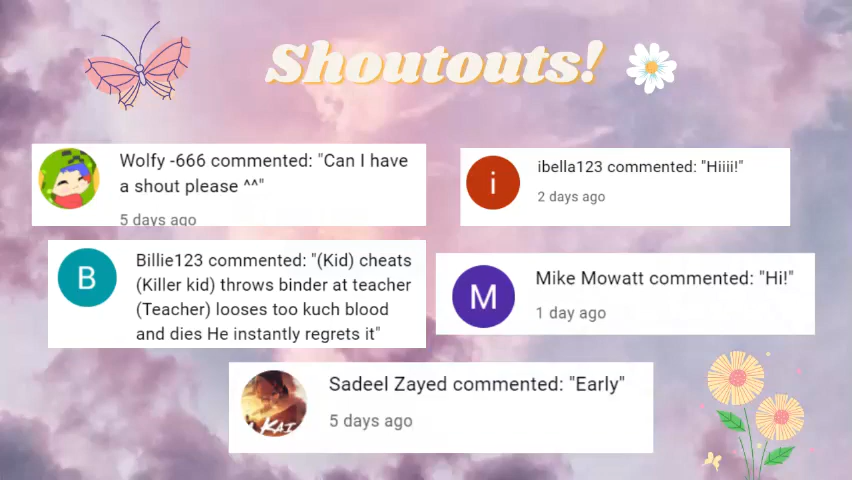 Shoutouts!
Wolfy -666 commented: "Can I have
a shout please ^^"
5 days ago
i
ibella123 commented: "Hiiii!"
2 days ago
B
Billie123 commented: "(Kid) cheats
(Killer kid) throws binder at teacher
(Teacher) looses too kuch blood
and dies He instantly regrets it"
M
Mike Mowatt commented: "Hi!"
1 day ago
Sadeel Zayed commented: "Early"
5 days ago
KAI